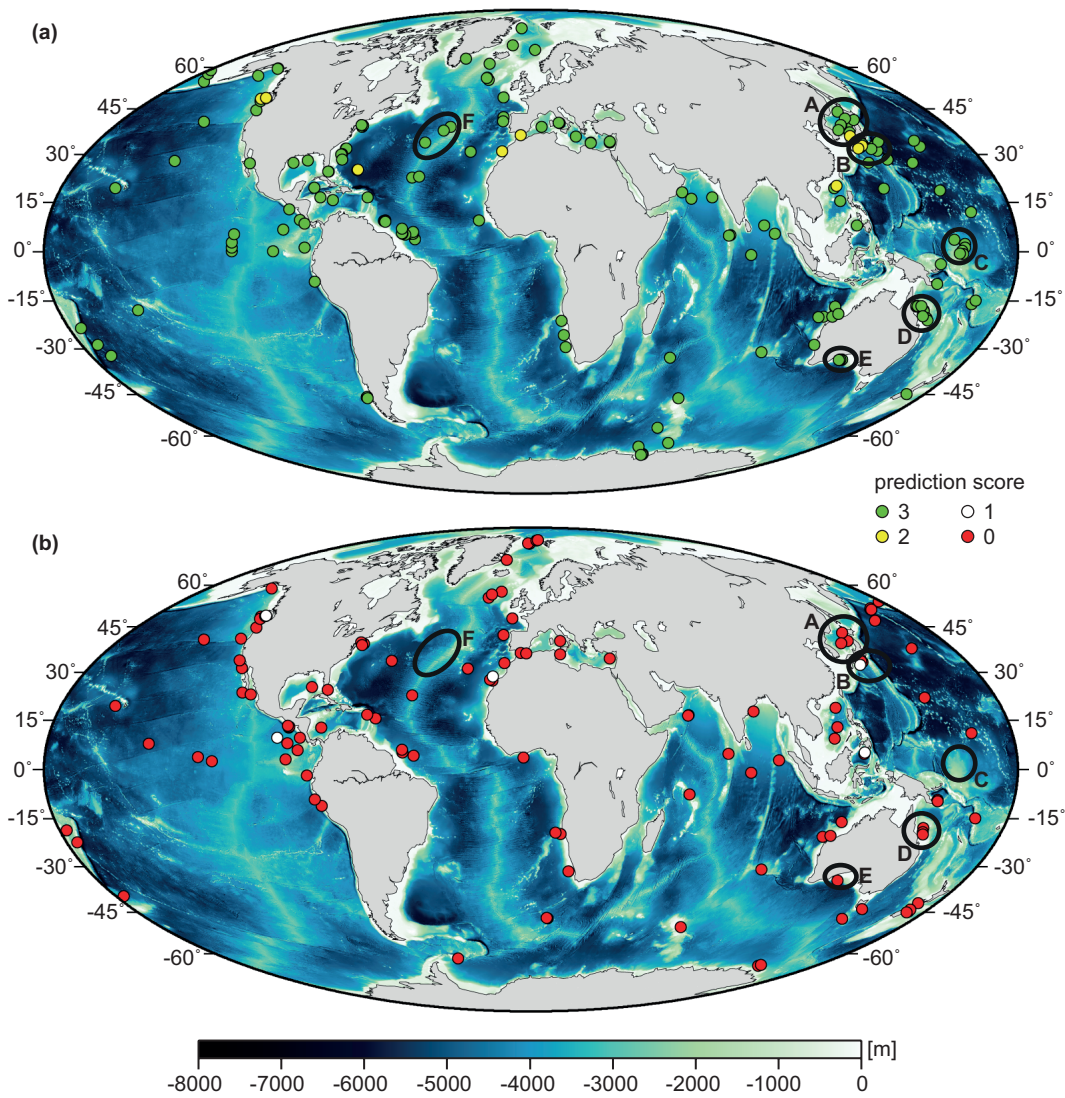 (a)
60˚ 60˚
45˚ 45˚
A
F
30˚ 30˚
B
15˚ 15˚
0˚ 0˚
C
-15˚ -15˚
D
-30˚ -30˚
E
-45˚ -45˚
-60˚ -60˚
prediction score
3 1
2 0
(b)
60˚ 60˚
45˚ 45˚
A
F
30˚ 30˚
B
15˚ 15˚
0˚ 0˚
C
-15˚ -15˚
D
-30˚ -30˚
E
-45˚ -45˚
-60˚ -60˚
[m]
-8000 -7000 -6000 -5000 -4000 -3000 -2000 -1000 0